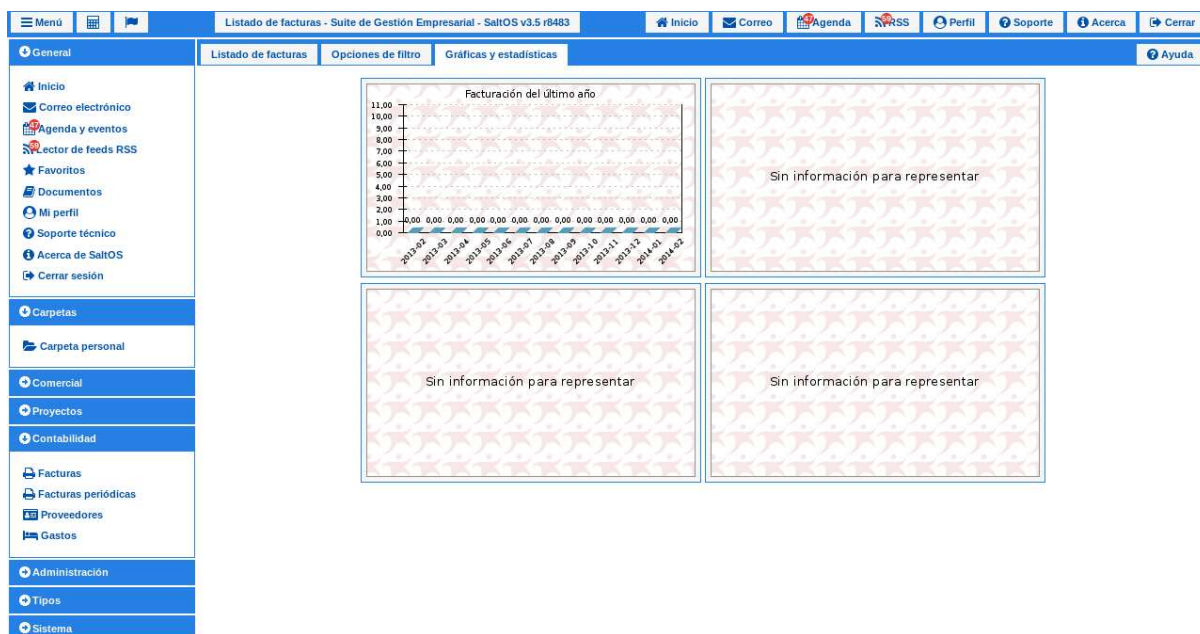 Menú
Listado de facturas - Suite de Gestión Empresarial - SaltOS v3.5 r8483
Inicio
Correo
47
Agenda
59
RSS
Perfil
Soporte
Acerca
Cerrar
General
Listado de facturas
Opciones de filtro
Gráficas y estadísticas
Ayuda
Inicio
Correo electrónico
47
Agenda y eventos
59
Lector de feeds RSS
Favoritos
Documentos
Mi perfil
Soporte técnico
Acerca de SaltOS
Cerrar sesión
Carpetas
Carpeta personal
Comercial
Proyectos
Contabilidad
Facturas
Facturas periódicas
Proveedores
Gastos
Administración
Tipos
Sistema
Facturación del último año
11,00
10,00
9,00
8,00
7,00
6,00
5,00
4,00
3,00
2,00
1,00
0,00
0,00 0,00 0,00 0,00 0,00 0,00 0,00 0,00 0,00 0,00 0,00 0,00 0,00
2013-02 2013-03 2013-04 2013-05 2013-06 2013-07 2013-08 2013-09 2013-10 2013-11 2013-12 2014-01 2014-02
Sin información para representar
Sin información para representar
Sin información para representar